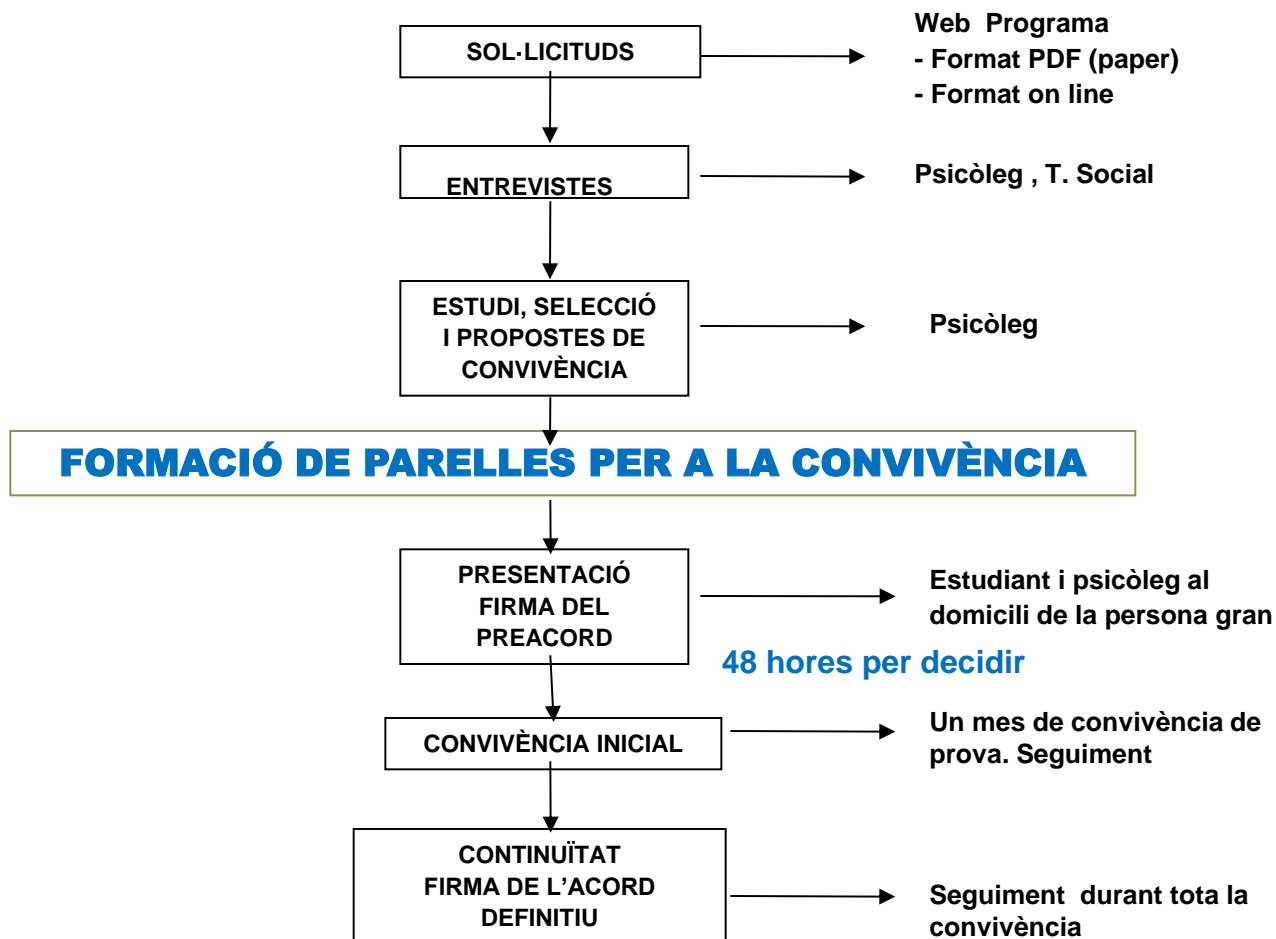 SOL·LICITUDS
Web Programa
- Format PDF (paper)
- Format on line
ENTREVISTES
Psicòleg , T. Social
ESTUDI, SELECCIÓ
I PROPOSTES DE
CONVIVÈNCIA
Psicòleg
FORMACIÓ DE PARELLES PER A LA CONVIVÈNCIA
PRESENTACIÓ
FIRMA DEL
PREACORD
Estudiant i psicòleg al
domicili de la persona gran
48 hores per decidir
CONVIVÈNCIA INICIAL
Un mes de convivència de
prova. Seguiment
CONTINUÏTAT
FIRMA DE L’ACORD
DEFINITIU
Seguiment durant tota la
convivència